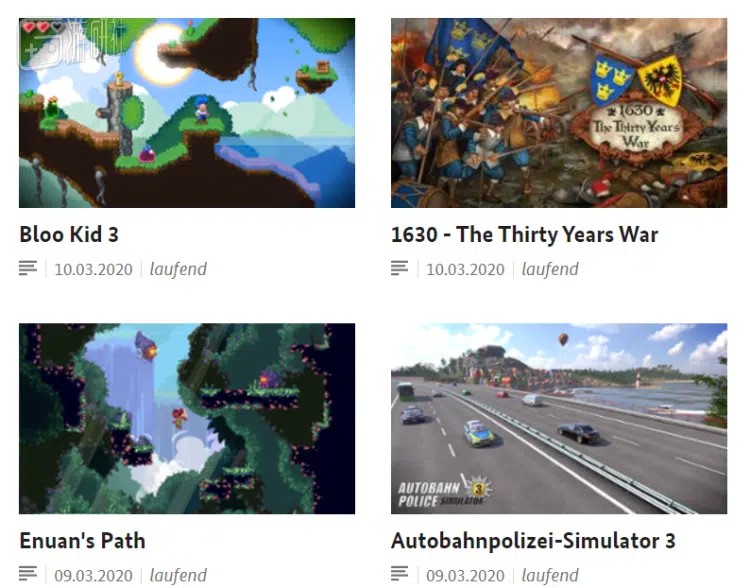 游研社
1630
The Thirty Years'
War
Bloo Kid 3
10.03.2020 laufend
1630 - The Thirty Years War
10.03.2020 laufend
AUTOBAHN
POLICE 3
SIMULATOR
Enuan's Path
09.03.2020 laufend
Autobahnpolizei-Simulator 3
09.03.2020 laufend